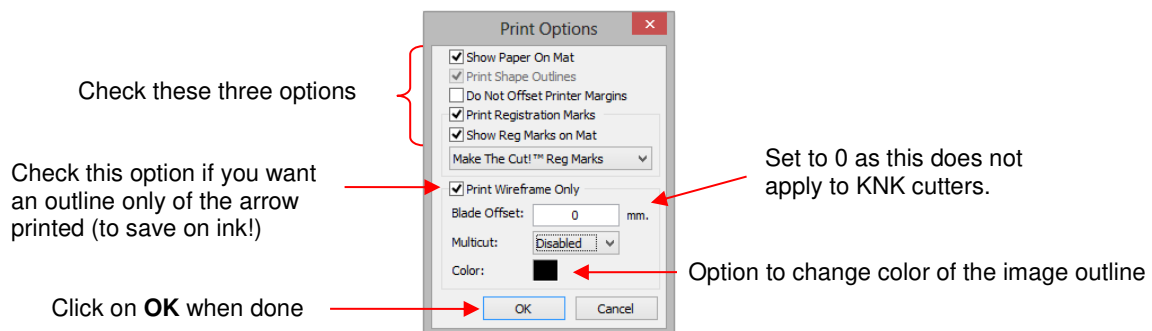 Print Options
Check these three options
Show Paper On Mat
Print Shape Outlines
Do Not Offset Printer Margins
Print Registration Marks
Show Reg Marks on Mat
Make The Cut!™ Reg Marks
Check this option if you want
an outline only of the arrow
printed (to save on ink!)
Print Wireframe Only
Blade Offset: 0 mm.
Set to 0 as this does not
apply to KNK cutters.
Multicut: Disabled
Color:
Option to change color of the image outline
Click on OK when done
OK Cancel